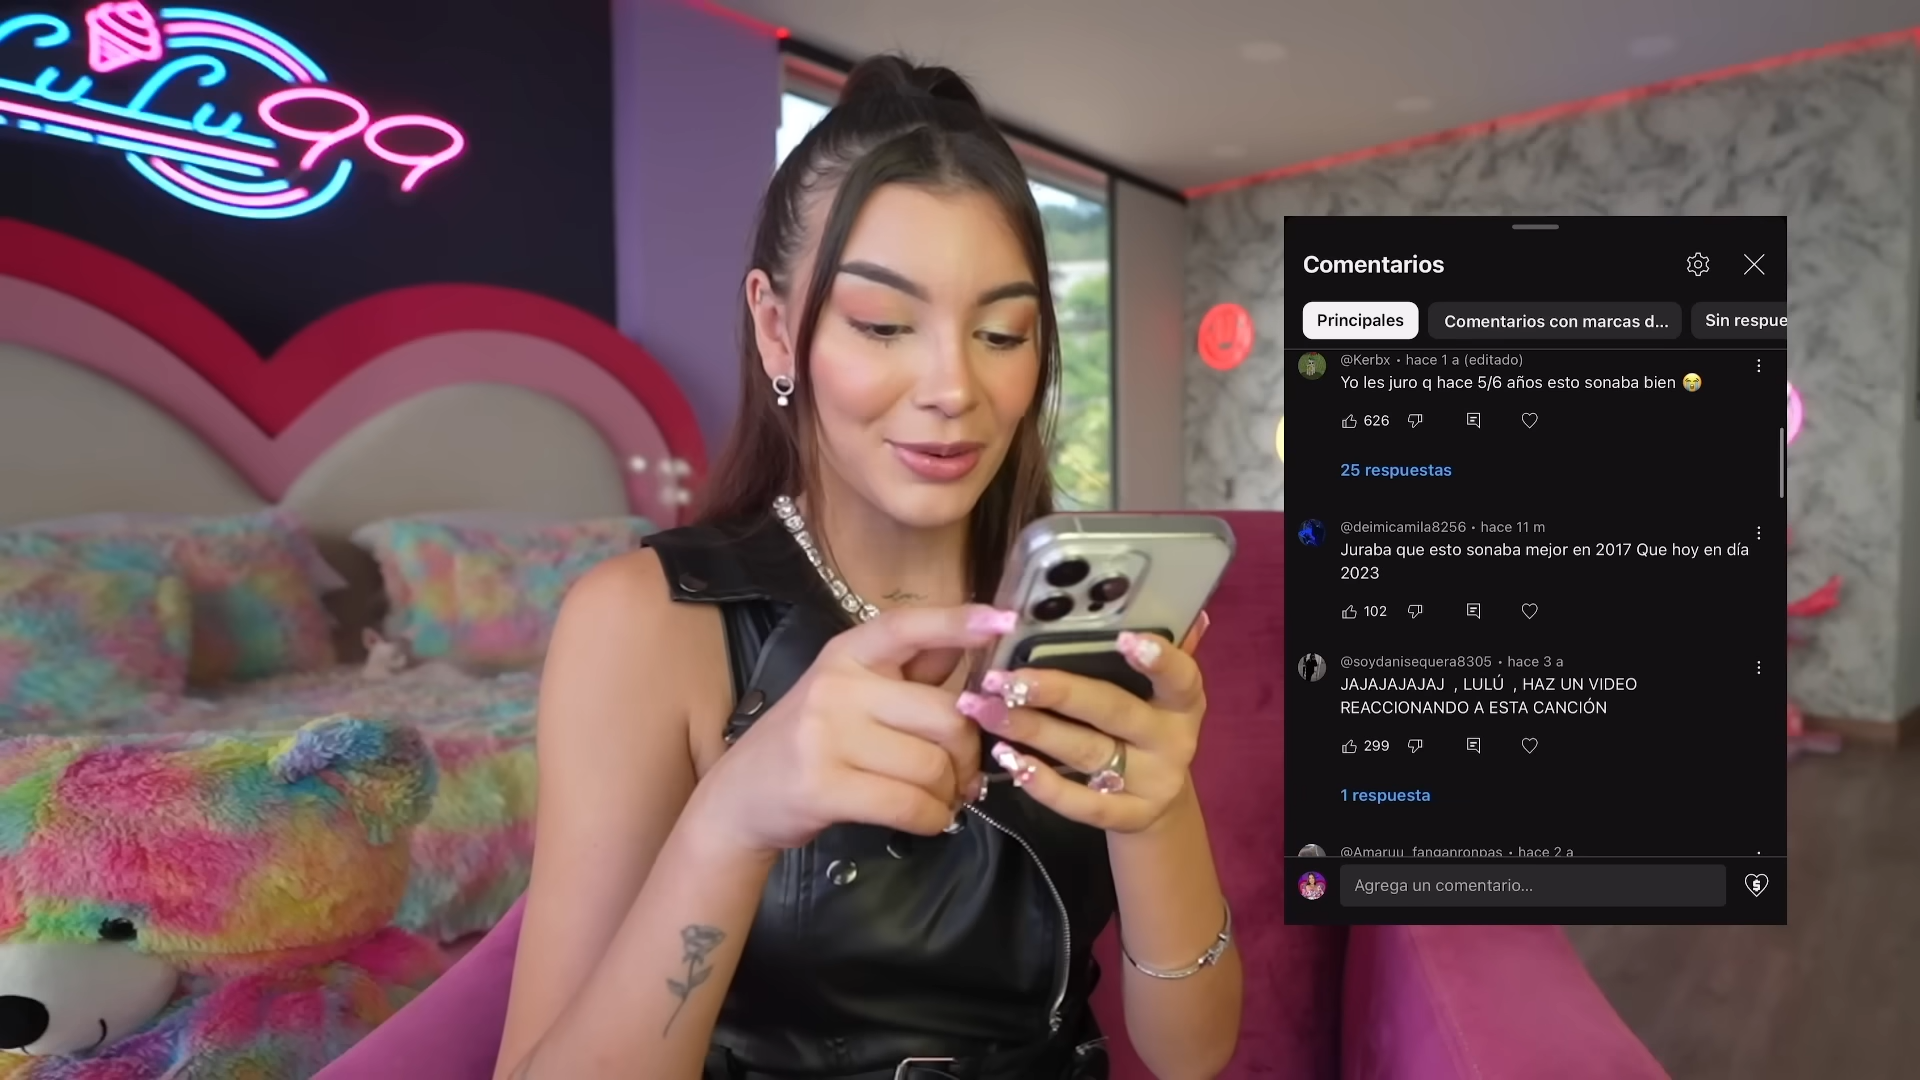 LuLu99
Comentarios
Principales
Comentarios con marcas d...
Sin respue
@Kerbx • hace 1 a (editado)
Yo les juro q hace 5/6 años esto sonaba bien 😭
626
25 respuestas
@deimicamila8256 • hace 11 m
Juraba que esto sonaba mejor en 2017 Que hoy en día
2023
102
@soydanisequera8305 • hace 3 a
JAJAJAJAJAJ , LULÚ , HAZ UN VIDEO
REACCIONANDO A ESTA CANCIÓN
299
1 respuesta
@Amaruu_fanganronpas • hace 2 a
Agrega un comentario...